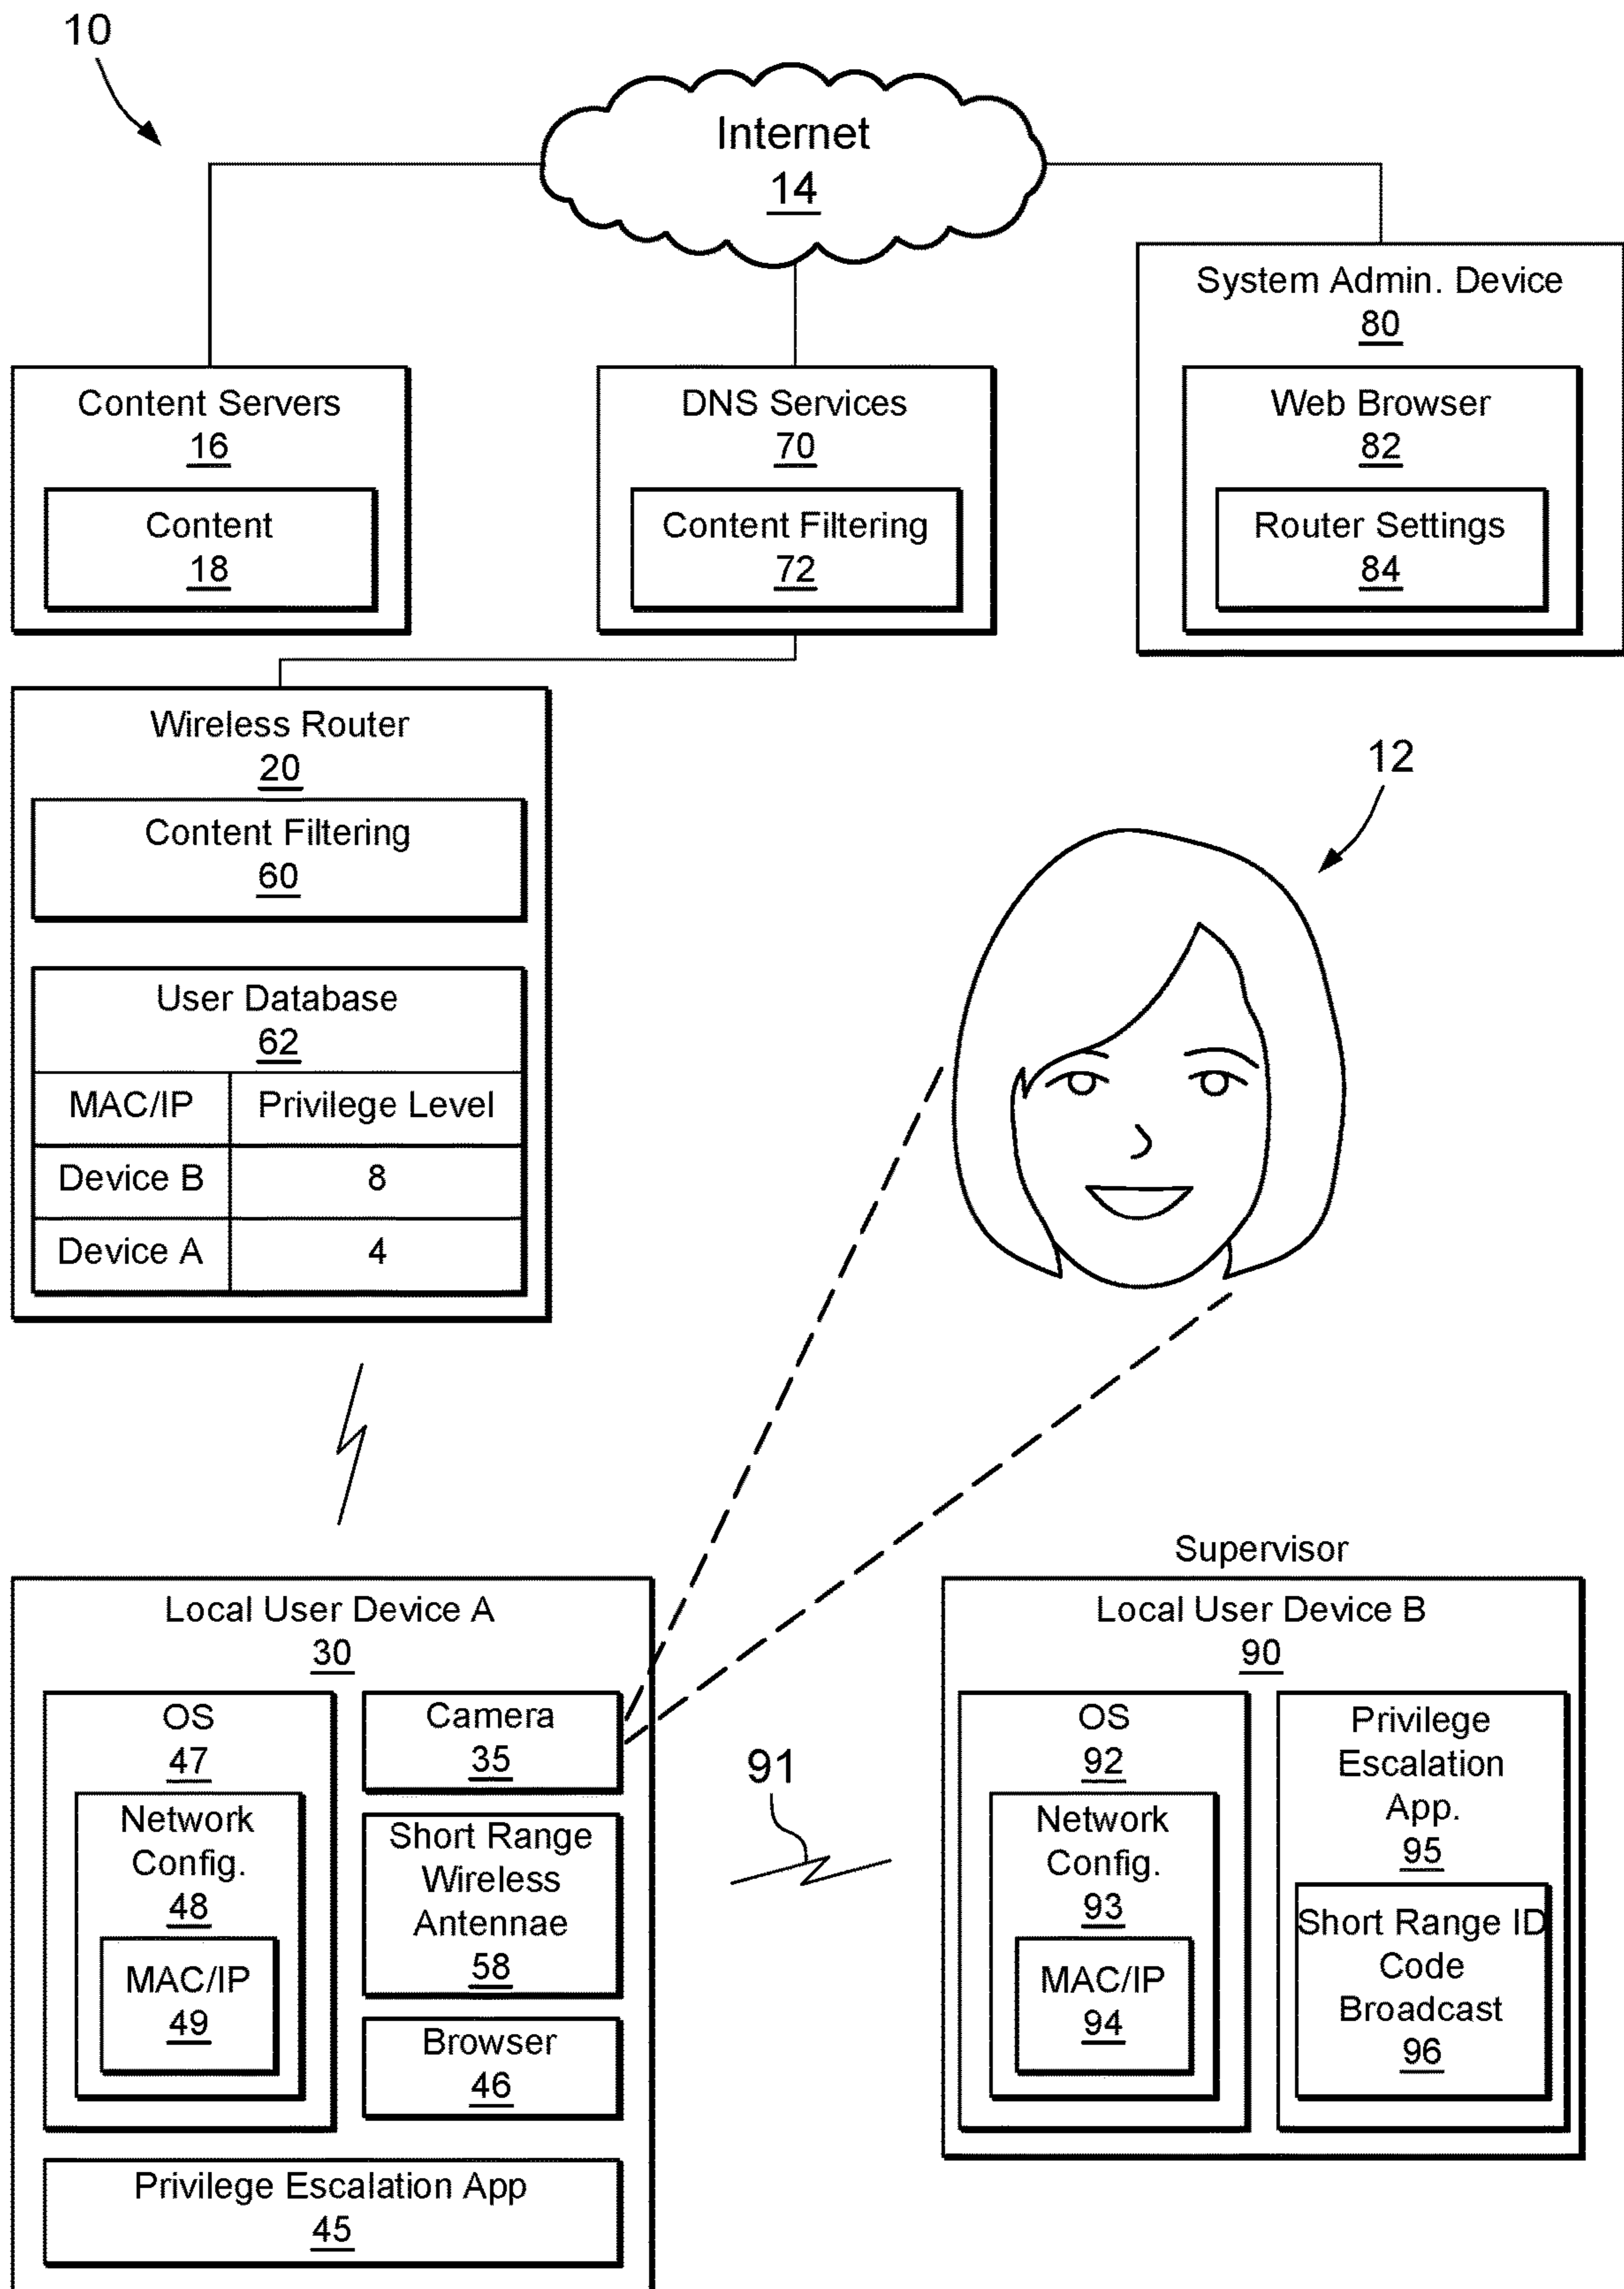 10
Internet
14
System Admin. Device
80
Web Browser
82
Router Settings
84
Content Servers
16
Content
18
DNS Services
70
Content Filtering
72
Wireless Router
20
Content Filtering
60
User Database
62
MAC/IP Privilege Level
Device B 8
Device A 4
12
Local User Device A
30
OS
47
Network
Config.
48
MAC/IP
49
Camera
35
Short Range
Wireless
Antennae
58
Browser
46
Privilege Escalation App
45
91
Supervisor
Local User Device B
90
OS
92
Network
Config.
93
MAC/IP
94
Privilege
Escalation
App.
95
Short Range ID
Code
Broadcast
96